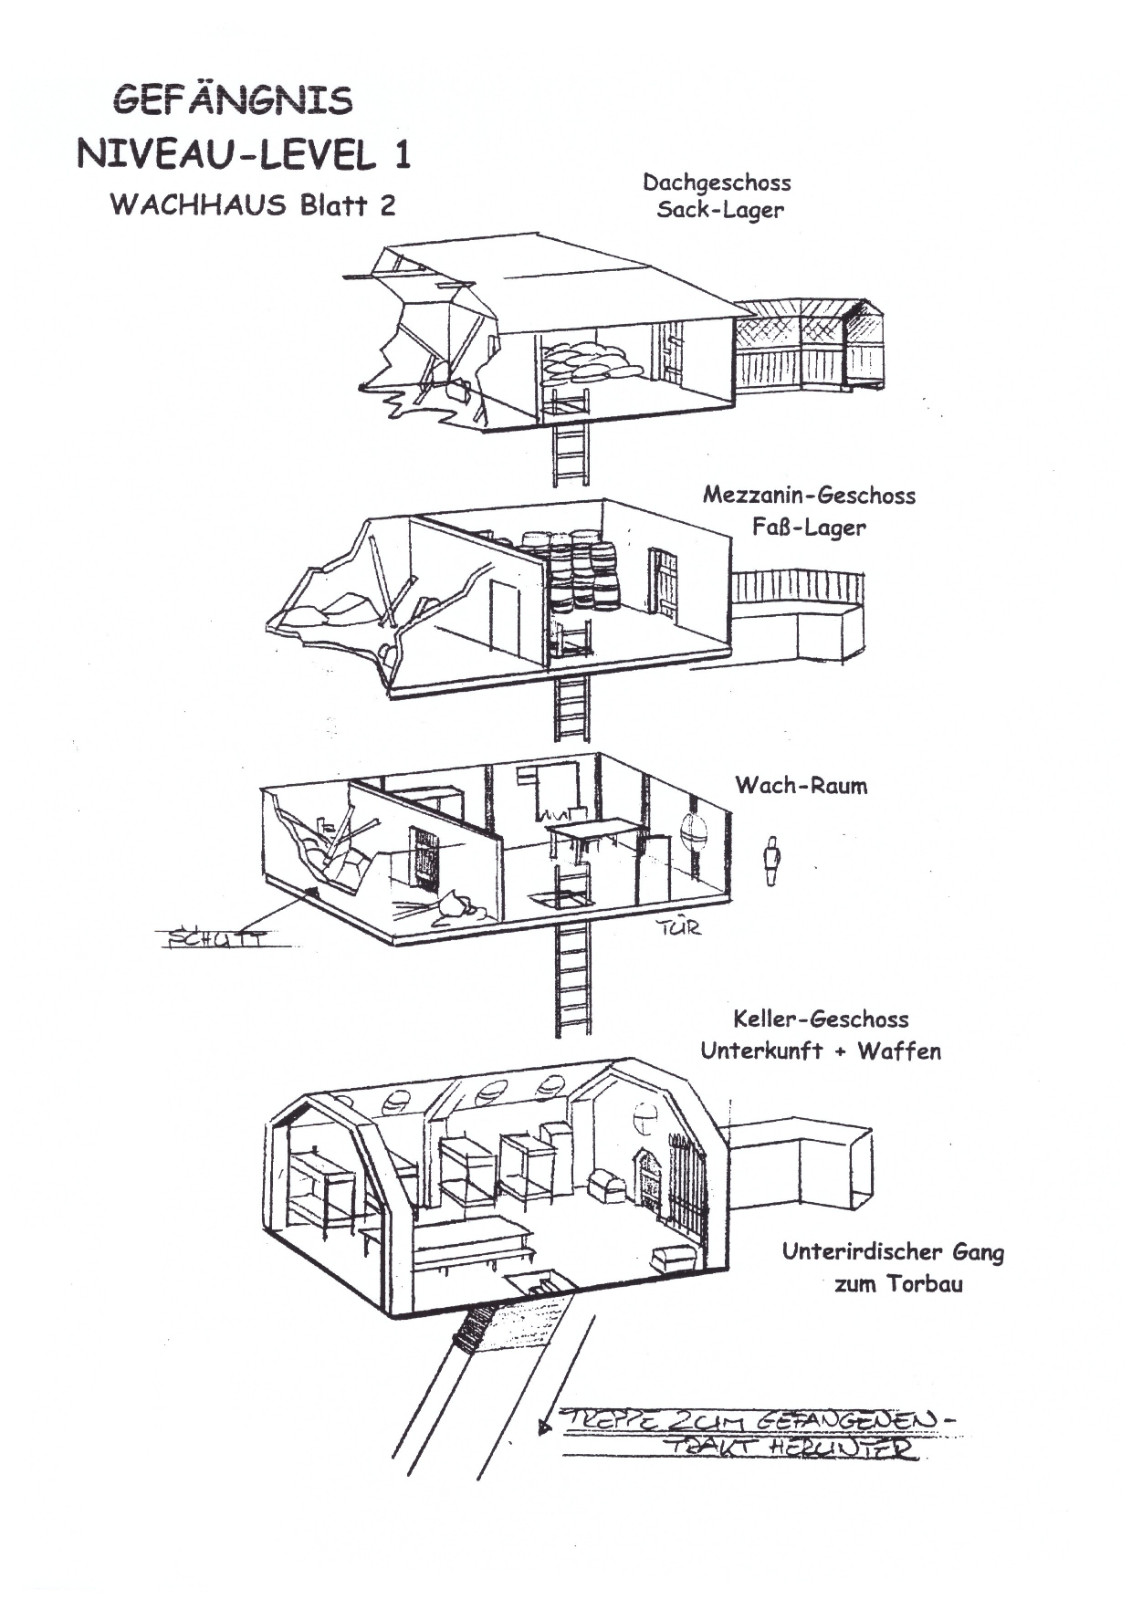 GEFÄNGNIS
NIVEAU-LEVEL 1
WACHHAUS Blatt 2
Dachgeschoss
Sack-Lager
Mezzanin-Geschoss
Faß-Lager
Wach-Raum
SCHUTT
TÜR
Keller-Geschoss
Unterkunft + Waffen
Unterirdischer Gang
zum Torbau
TREPPE ZUM GEFANGENEN-
TRAKT HERUNTER